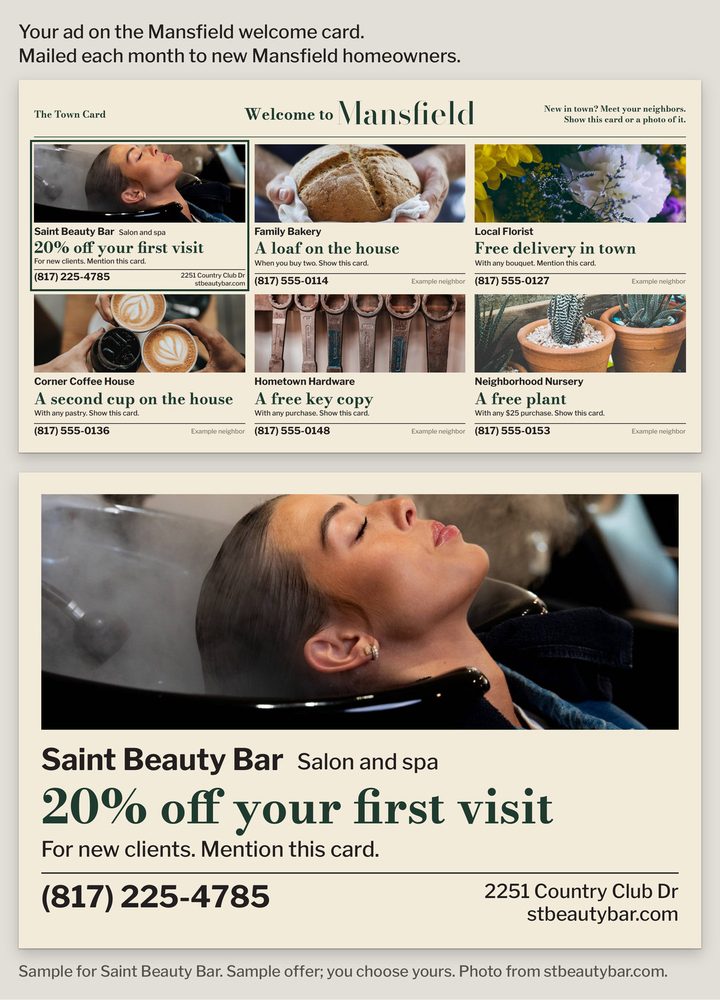 Your ad on the Mansfield welcome card.
Mailed each month to new Mansfield homeowners.
The Town Card
Welcome to Mansfield
New in town? Meet your neighbors.
Show this card or a photo of it.
Saint Beauty Bar Salon and spa
20% off your first visit
For new clients. Mention this card.
(817) 225-4785
2251 Country Club Dr
stbeautybar.com
Family Bakery
A loaf on the house
When you buy two. Show this card.
(817) 555-0114
Example neighbor
Local Florist
Free delivery in town
With any bouquet. Mention this card.
(817) 555-0127
Example neighbor
Corner Coffee House
A second cup on the house
With any pastry. Show this card.
(817) 555-0136
Example neighbor
Hometown Hardware
A free key copy
With any purchase. Show this card.
(817) 555-0148
Example neighbor
Neighborhood Nursery
A free plant
With any $25 purchase. Show this card.
(817) 555-0153
Example neighbor
Saint Beauty Bar Salon and spa
20% off your first visit
For new clients. Mention this card.
(817) 225-4785
2251 Country Club Dr
stbeautybar.com
Sample for Saint Beauty Bar. Sample offer; you choose yours. Photo from stbeautybar.com.